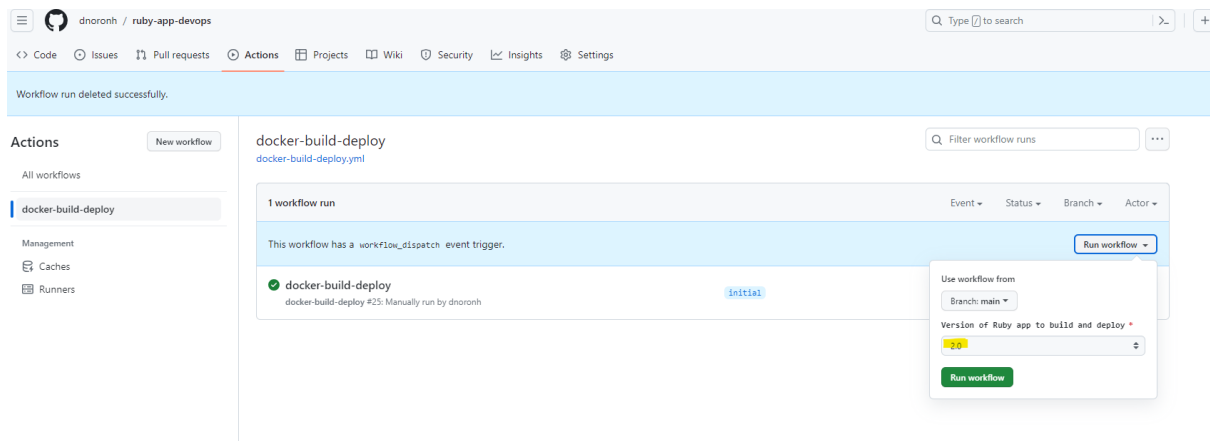 dnoronh / ruby-app-devops
Type / to search
Code Issues Pull requests Actions Projects Wiki Security Insights Settings
Workflow run deleted successfully.
Actions
New workflow
All workflows
docker-build-deploy
Management
Caches
Runners
docker-build-deploy
docker-build-deploy.yml
Filter workflow runs
1 workflow run
Event Status Branch Actor
This workflow has a workflow_dispatch event trigger.
Run workflow
docker-build-deploy
docker-build-deploy #25: Manually run by dnoronh
initial
Use workflow from
Branch: main
Version of Ruby app to build and deploy *
2.0
Run workflow